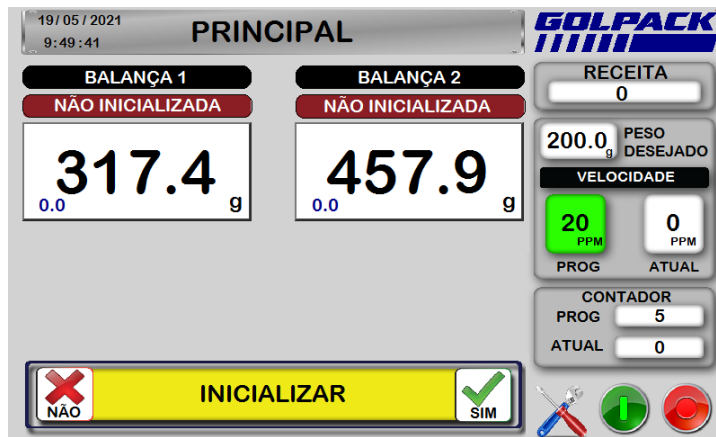 19/05/2021
9:49:41
PRINCIPAL
GOLPACK
BALANÇA 1
NÃO INICIALIZADA
317.4
0.0
g
BALANÇA 2
NÃO INICIALIZADA
457.9
0.0
g
RECEITA
0
200.0 g
PESO
DESEJADO
VELOCIDADE
20
PPM
PROG
0
PPM
ATUAL
CONTADOR
PROG 5
ATUAL 0
NÃO
INICIALIZAR
SIM